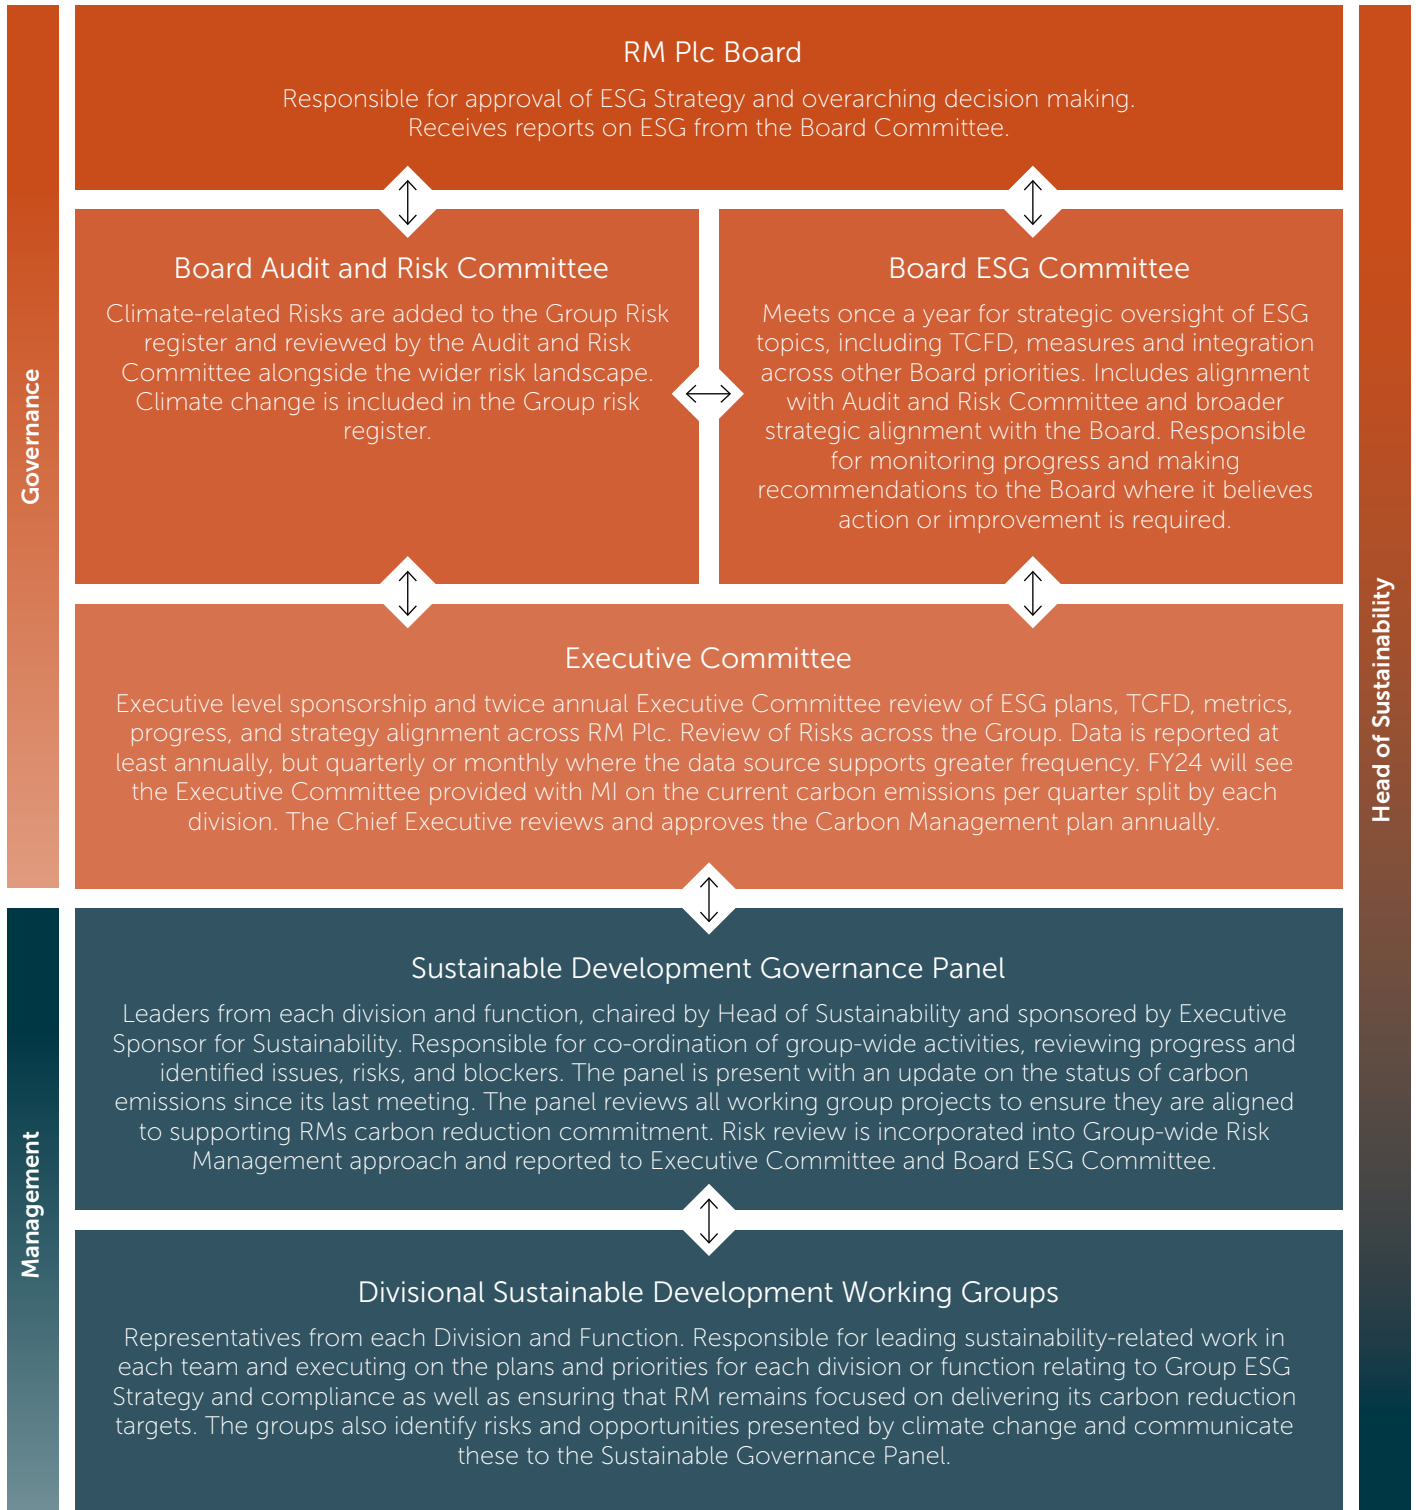 RM Plc Board
Responsible for approval of ESG Strategy and overarching decision making.
Receives reports on ESG from the Board Committee.
Board Audit and Risk Committee
Climate-related Risks are added to the Group Risk
register and reviewed by the Audit and Risk
Committee alongside the wider risk landscape.
Climate change is included in the Group risk
register.
Board ESG Committee
Meets once a year for strategic oversight of ESG
topics, including TCFD, measures and integration
across other Board priorities. Includes alignment
with Audit and Risk Committee and broader
strategic alignment with the Board. Responsible
for monitoring progress and making
recommendations to the Board where it believes
action or improvement is required.
Governance
Executive Committee
Executive level sponsorship and twice annual Executive Committee review of ESG plans, TCFD, metrics,
progress, and strategy alignment across RM Plc. Review of Risks across the Group. Data is reported at
least annually, but quarterly or monthly where the data source supports greater frequency. FY24 will see
the Executive Committee provided with MI on the current carbon emissions per quarter split by each
division. The Chief Executive reviews and approves the Carbon Management plan annually.
Head of Sustainability
Sustainable Development Governance Panel
Leaders from each division and function, chaired by Head of Sustainability and sponsored by Executive
Sponsor for Sustainability. Responsible for co-ordination of group-wide activities, reviewing progress and
identified issues, risks, and blockers. The panel is present with an update on the status of carbon
emissions since its last meeting. The panel reviews all working group projects to ensure they are aligned
to supporting RMs carbon reduction commitment. Risk review is incorporated into Group-wide Risk
Management approach and reported to Executive Committee and Board ESG Committee.
Management
Divisional Sustainable Development Working Groups
Representatives from each Division and Function. Responsible for leading sustainability-related work in
each team and executing on the plans and priorities for each division or function relating to Group ESG
Strategy and compliance as well as ensuring that RM remains focused on delivering its carbon reduction
targets. The groups also identify risks and opportunities presented by climate change and communicate
these to the Sustainable Governance Panel.